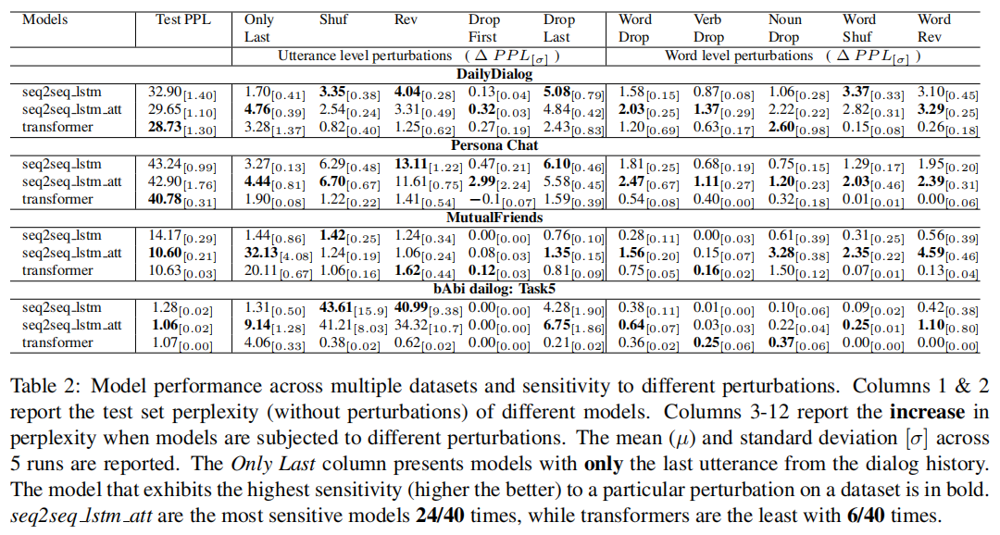 Models Test PPL Only Last Shuf Rev Drop First Drop Last Word Drop Verb Drop Noun Drop Word Shuf Word Rev
Utterance level perturbations ( Δ PPL[σ] ) Word level perturbations ( Δ PPL[σ] )
DailyDialog
seq2seq_lstm 32.90[1.40] 1.70[0.41] 3.35[0.38] 4.04[0.28] 0.13[0.04] 5.08[0.79] 1.58[0.15] 0.87[0.08] 1.06[0.28] 3.37[0.33] 3.10[0.45]
seq2seq_lstm_att 29.65[1.10] 4.76[0.39] 2.54[0.24] 3.31[0.49] 0.32[0.03] 4.84[0.42] 2.03[0.25] 1.37[0.29] 2.22[0.22] 2.82[0.31] 3.29[0.25]
transformer 28.73[1.30] 3.28[1.37] 0.82[0.40] 1.25[0.62] 0.27[0.19] 2.43[0.83] 1.20[0.69] 0.63[0.17] 2.60[0.98] 0.15[0.08] 0.26[0.18]
Persona Chat
seq2seq_lstm 43.24[0.99] 3.27[0.13] 6.29[0.48] 13.11[1.22] 0.47[0.21] 6.10[0.46] 1.81[0.25] 0.68[0.19] 0.75[0.15] 1.29[0.17] 1.95[0.20]
seq2seq_lstm_att 42.90[1.76] 4.44[0.81] 6.70[0.67] 11.61[0.75] 2.99[2.24] 5.58[0.45] 2.47[0.67] 1.11[0.27] 1.20[0.23] 2.03[0.46] 2.39[0.31]
transformer 40.78[0.31] 1.90[0.08] 1.22[0.22] 1.41[0.54] −0.1[0.07] 1.59[0.39] 0.54[0.08] 0.40[0.00] 0.32[0.18] 0.01[0.01] 0.00[0.06]
MutualFriends
seq2seq_lstm 14.17[0.29] 1.44[0.86] 1.42[0.25] 1.24[0.34] 0.00[0.00] 0.76[0.10] 0.28[0.11] 0.00[0.03] 0.61[0.39] 0.31[0.25] 0.56[0.39]
seq2seq_lstm_att 10.60[0.21] 32.13[4.08] 1.24[0.19] 1.06[0.24] 0.08[0.03] 1.35[0.15] 1.56[0.20] 0.15[0.07] 3.28[0.38] 2.35[0.22] 4.59[0.46]
transformer 10.63[0.03] 20.11[0.67] 1.06[0.16] 1.62[0.44] 0.12[0.03] 0.81[0.09] 0.75[0.05] 0.16[0.02] 1.50[0.12] 0.07[0.01] 0.13[0.04]
bAbi dailog: Task5
seq2seq_lstm 1.28[0.02] 1.31[0.50] 43.61[15.9] 40.99[9.38] 0.00[0.00] 4.28[1.90] 0.38[0.11] 0.01[0.00] 0.10[0.06] 0.09[0.02] 0.42[0.38]
seq2seq_lstm_att 1.06[0.02] 9.14[1.28] 41.21[8.03] 34.32[10.7] 0.00[0.00] 6.75[1.86] 0.64[0.07] 0.03[0.03] 0.22[0.04] 0.25[0.01] 1.10[0.80]
transformer 1.07[0.00] 4.06[0.33] 0.38[0.02] 0.62[0.02] 0.00[0.00] 0.21[0.02] 0.36[0.02] 0.25[0.06] 0.37[0.06] 0.00[0.00] 0.00[0.00]
Table 2: Model performance across multiple datasets and sensitivity to different perturbations. Columns 1 & 2
report the test set perplexity (without perturbations) of different models. Columns 3-12 report the increase in
perplexity when models are subjected to different perturbations. The mean (μ) and standard deviation [σ] across
5 runs are reported. The Only Last column presents models with only the last utterance from the dialog history.
The model that exhibits the highest sensitivity (higher the better) to a particular perturbation on a dataset is in bold.
seq2seq_lstm_att are the most sensitive models 24/40 times, while transformers are the least with 6/40 times.